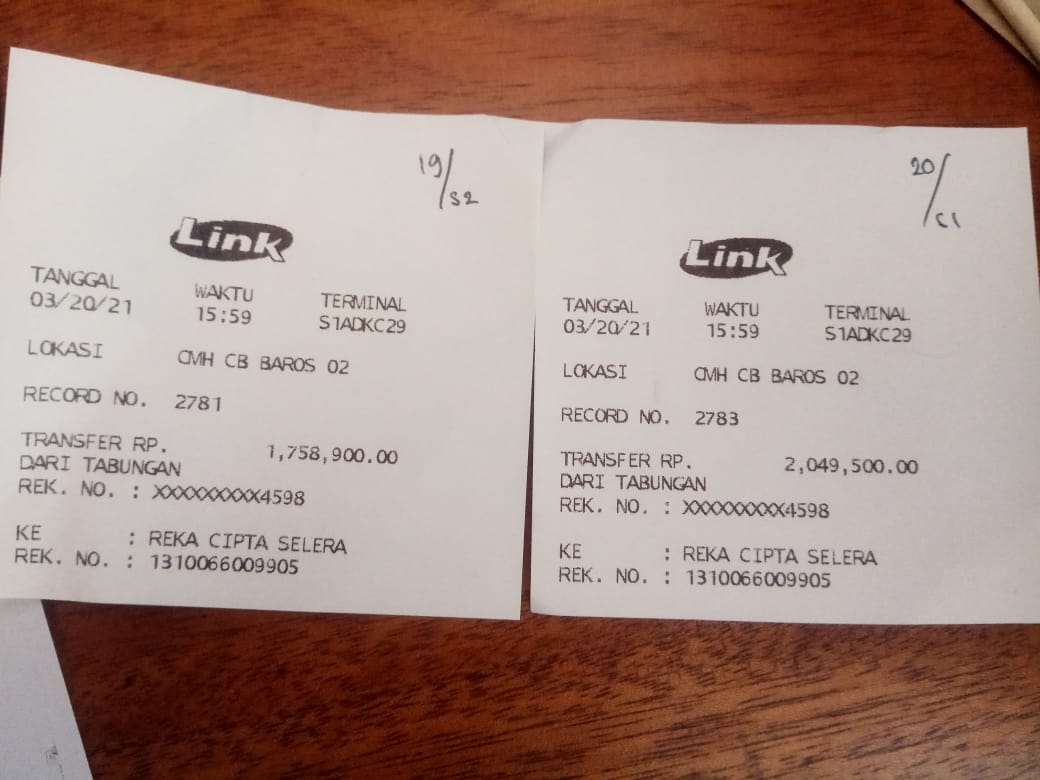 19/S2
Link
TANGGAL WAKTU TERMINAL
03/20/21 15:59 S1ADKC29
LOKASI CMH CB BAROS 02
RECORD NO. 2781
TRANSFER RP. 1,758,900.00
DARI TABUNGAN
REK. NO. : XXXXXXXXX4598
KE : REKA CIPTA SELERA
REK. NO. : 1310066009905
20/C1
Link
TANGGAL WAKTU TERMINAL
03/20/21 15:59 S1ADKC29
LOKASI CMH CB BAROS 02
RECORD NO. 2783
TRANSFER RP. 2,049,500.00
DARI TABUNGAN
REK. NO. : XXXXXXXXX4598
KE : REKA CIPTA SELERA
REK. NO. : 1310066009905